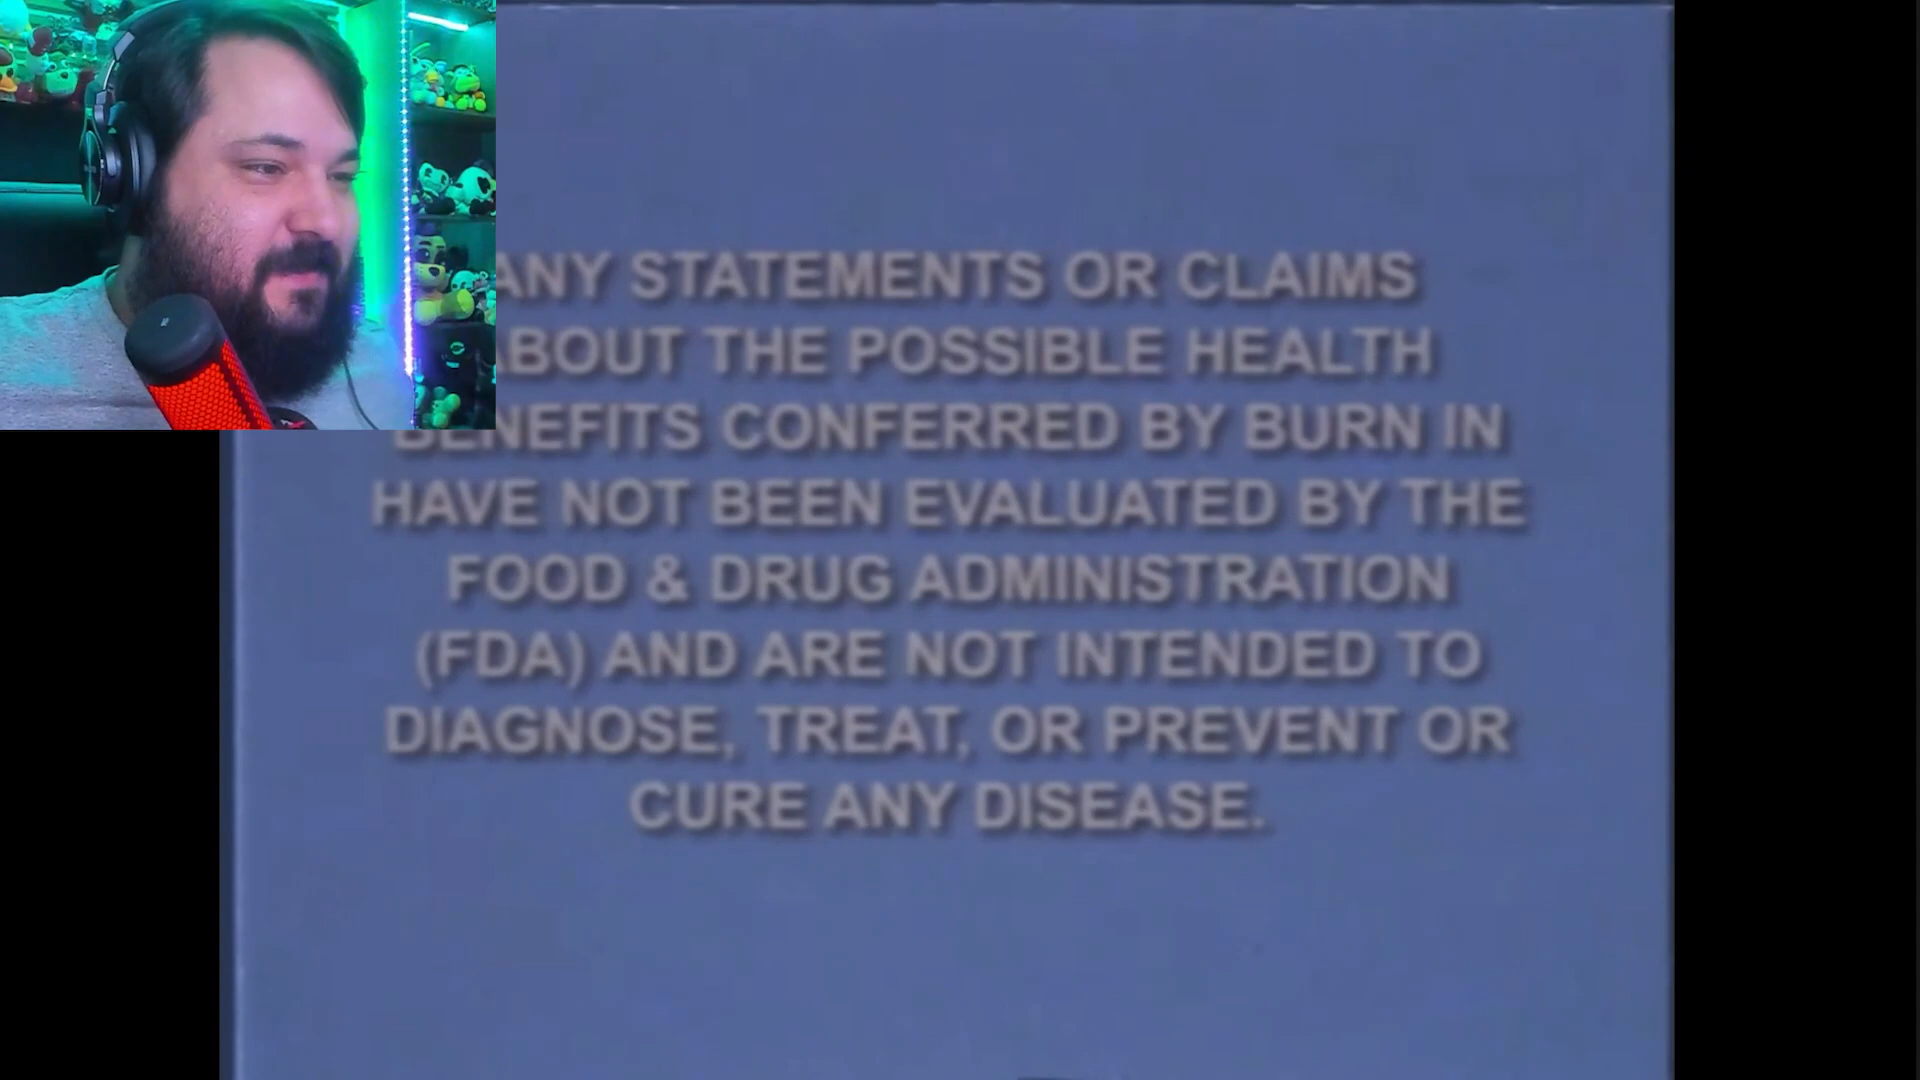 ANY STATEMENTS OR CLAIMS
ABOUT THE POSSIBLE HEALTH
BENEFITS CONFERRED BY BURN IN
HAVE NOT BEEN EVALUATED BY THE
FOOD & DRUG ADMINISTRATION
(FDA) AND ARE NOT INTENDED TO
DIAGNOSE, TREAT, OR PREVENT OR
CURE ANY DISEASE.